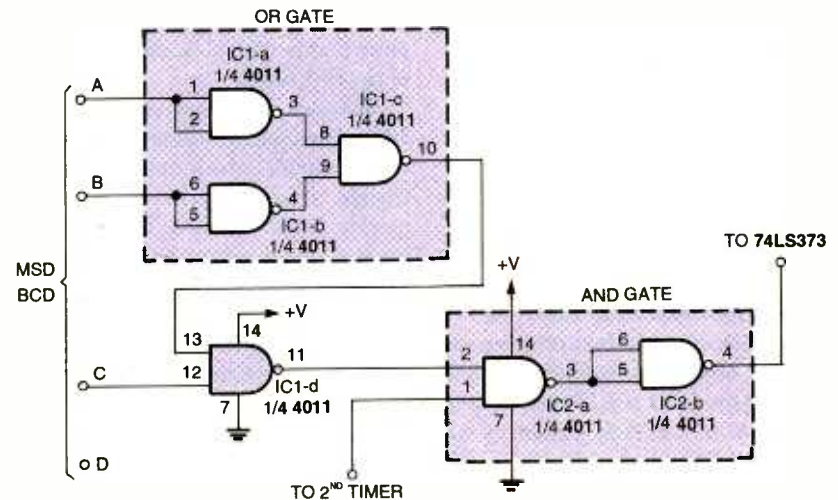 OR GATE
IC1-a
1/4 4011
A
1
2
3
IC1-c
1/4 4011
8
9
10
B
6
5
4
IC1-b
1/4 4011
MSD
BCD
TO 74LS373
+V
14
+V
AND GATE
13
12
11
7
IC1-d
1/4 4011
C
2
1
14
3
7
IC2-a
1/4 4011
6
5
4
IC2-b
1/4 4011
D
TO 2ND TIMER